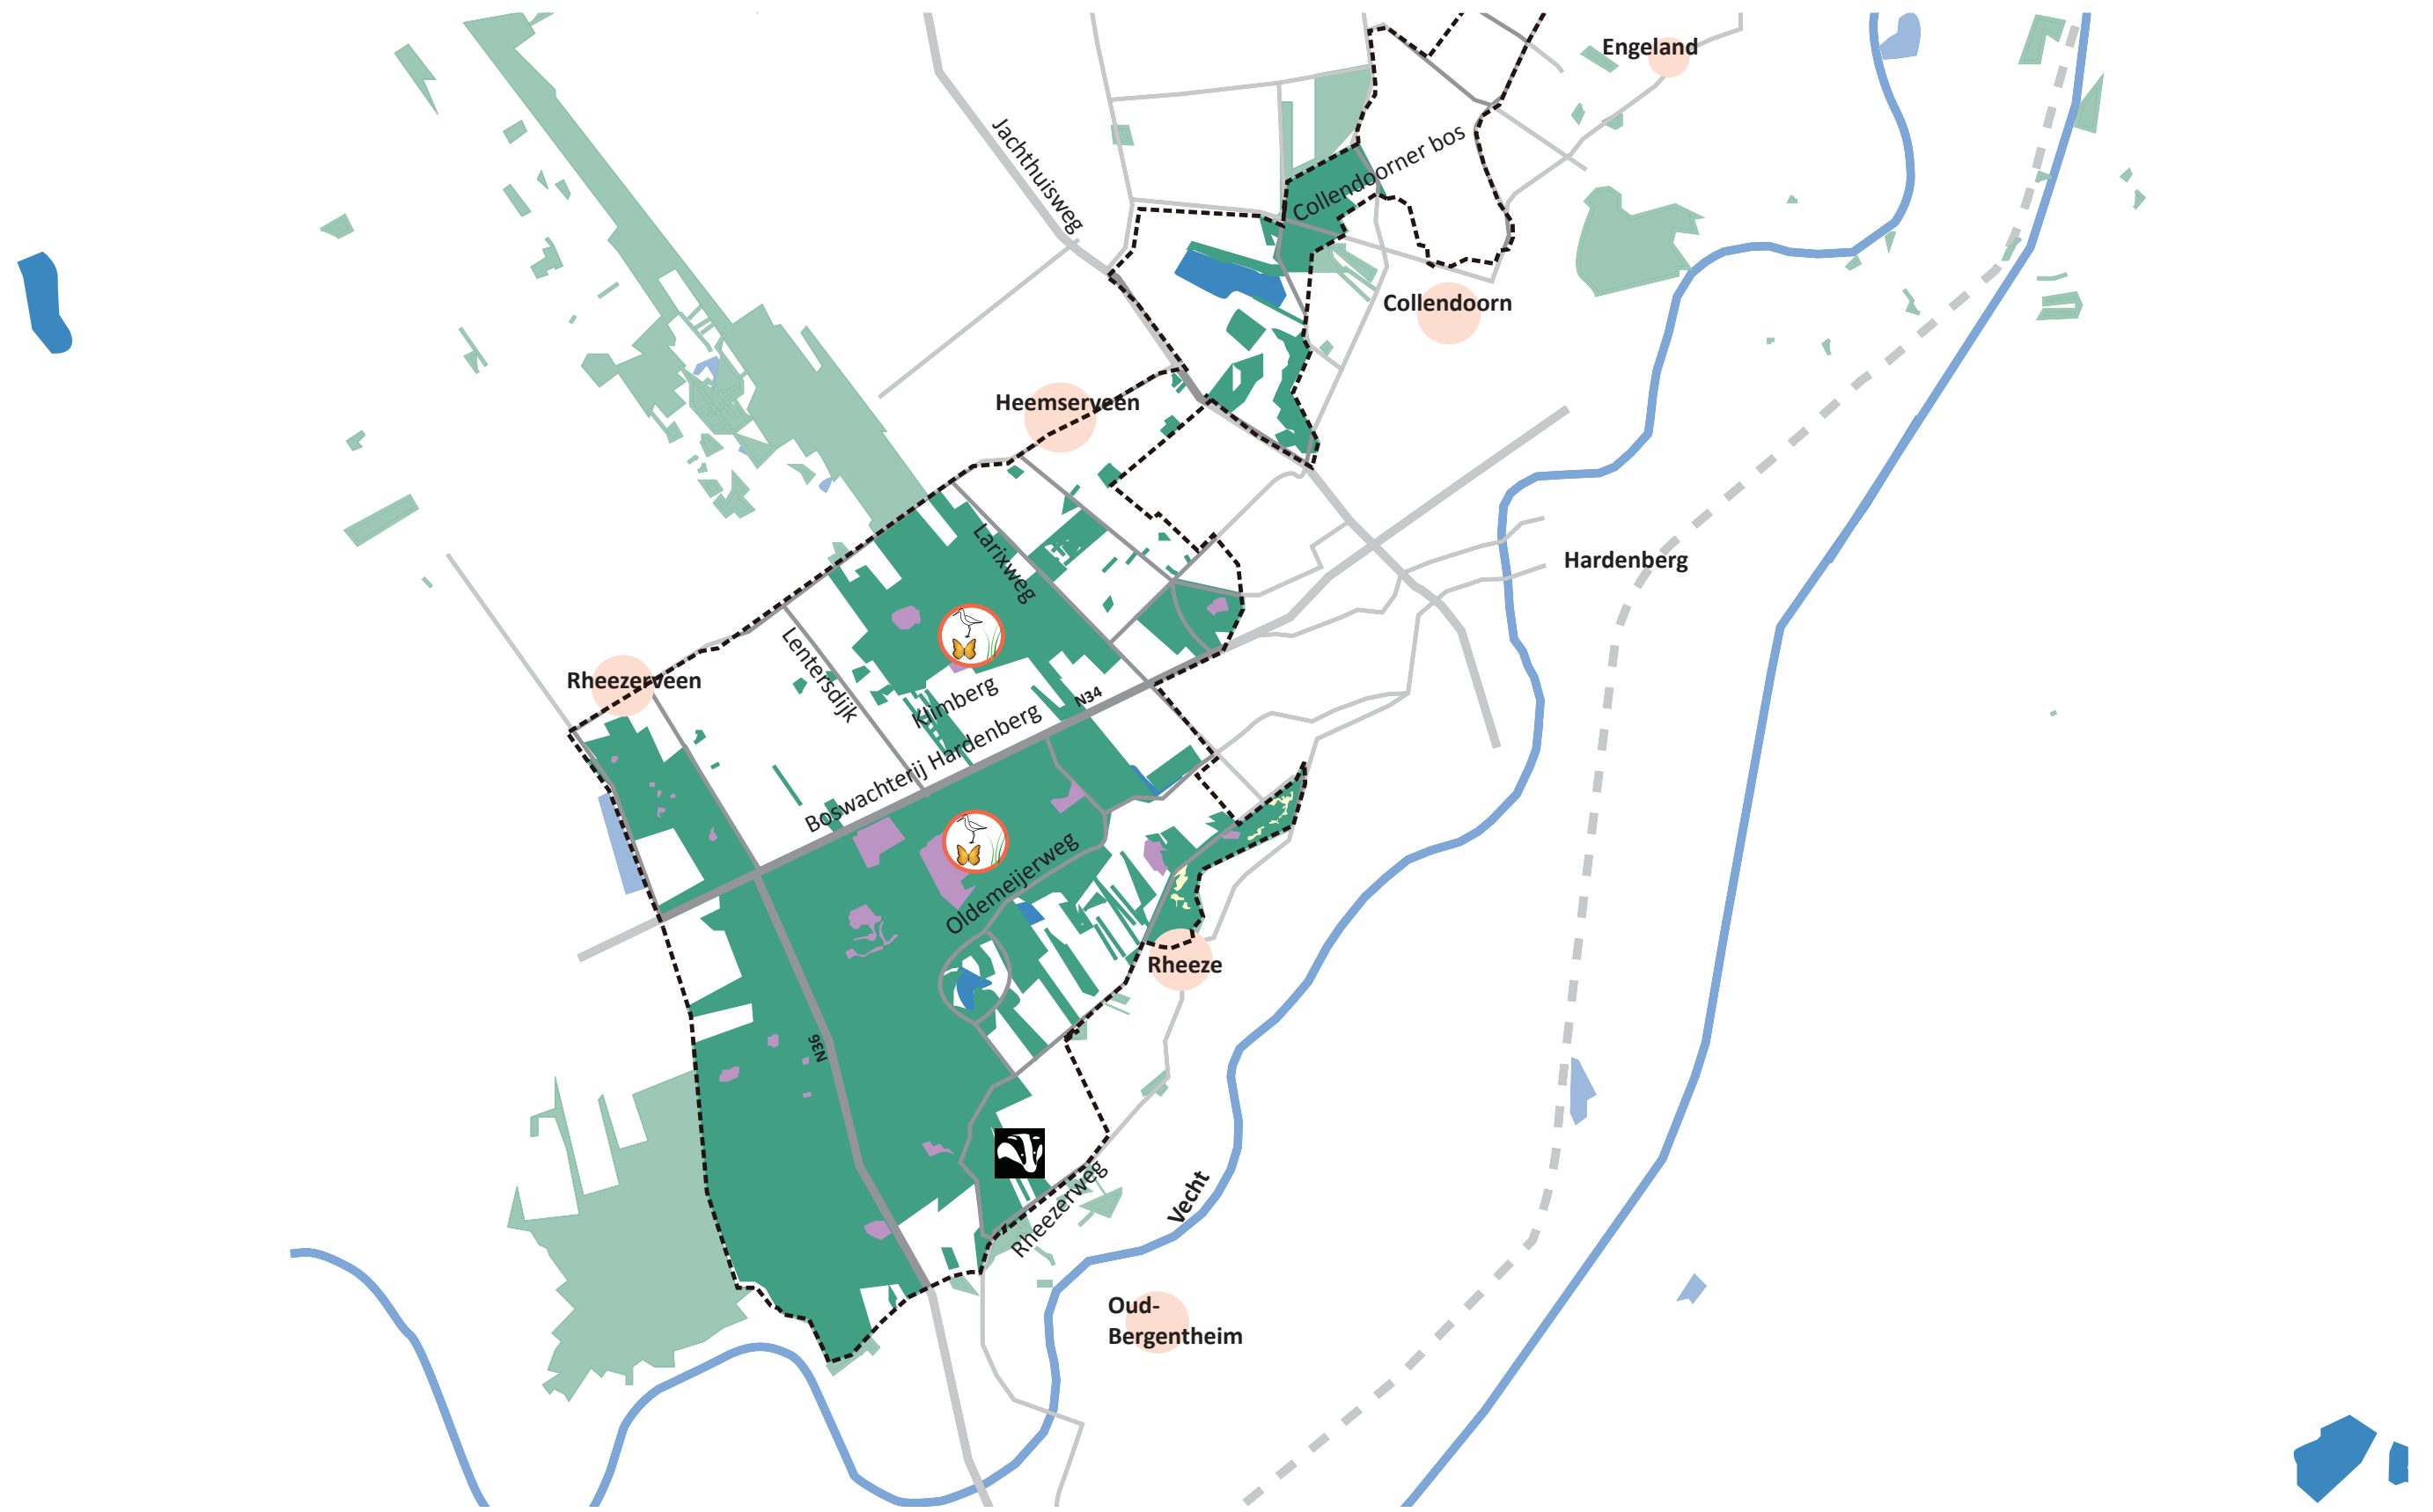 Engeland
Jachthuisweg
Collendoorner bos
Collendoorn
Heemserveen
Larixweg
Hardenberg
Lentersdijk
Rheezerveen
Klimberg
N34
Boswachterij Hardenberg
Oldemeijerweg
Rheeze
N36
Rheezerweg
Vecht
Oud-
Bergentheim